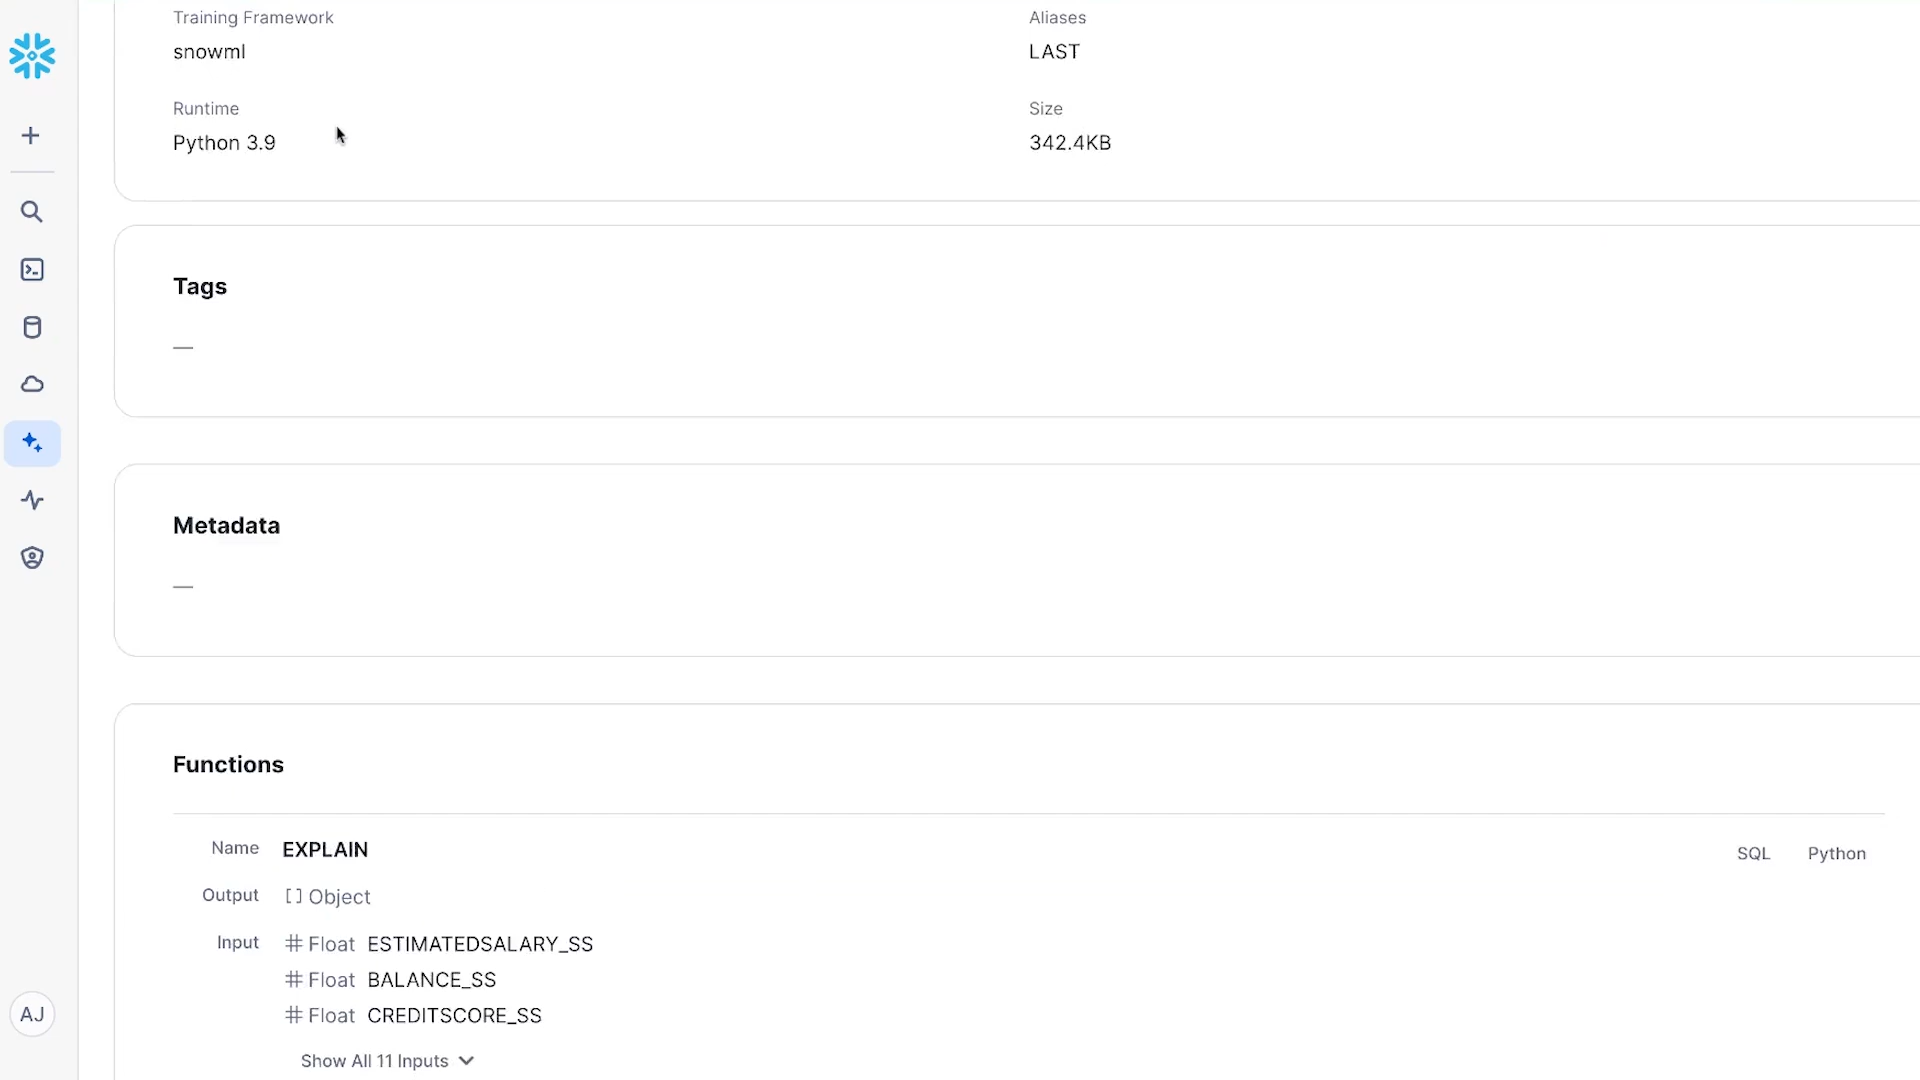 Training Framework
snowml
Aliases
LAST
Runtime
Python 3.9
Size
342.4KB
Tags
—
Metadata
—
Functions
Name EXPLAIN
SQL Python
Output [] Object
Input # Float ESTIMATEDSALARY_SS
# Float BALANCE_SS
# Float CREDITSCORE_SS
Show All 11 Inputs
AJ